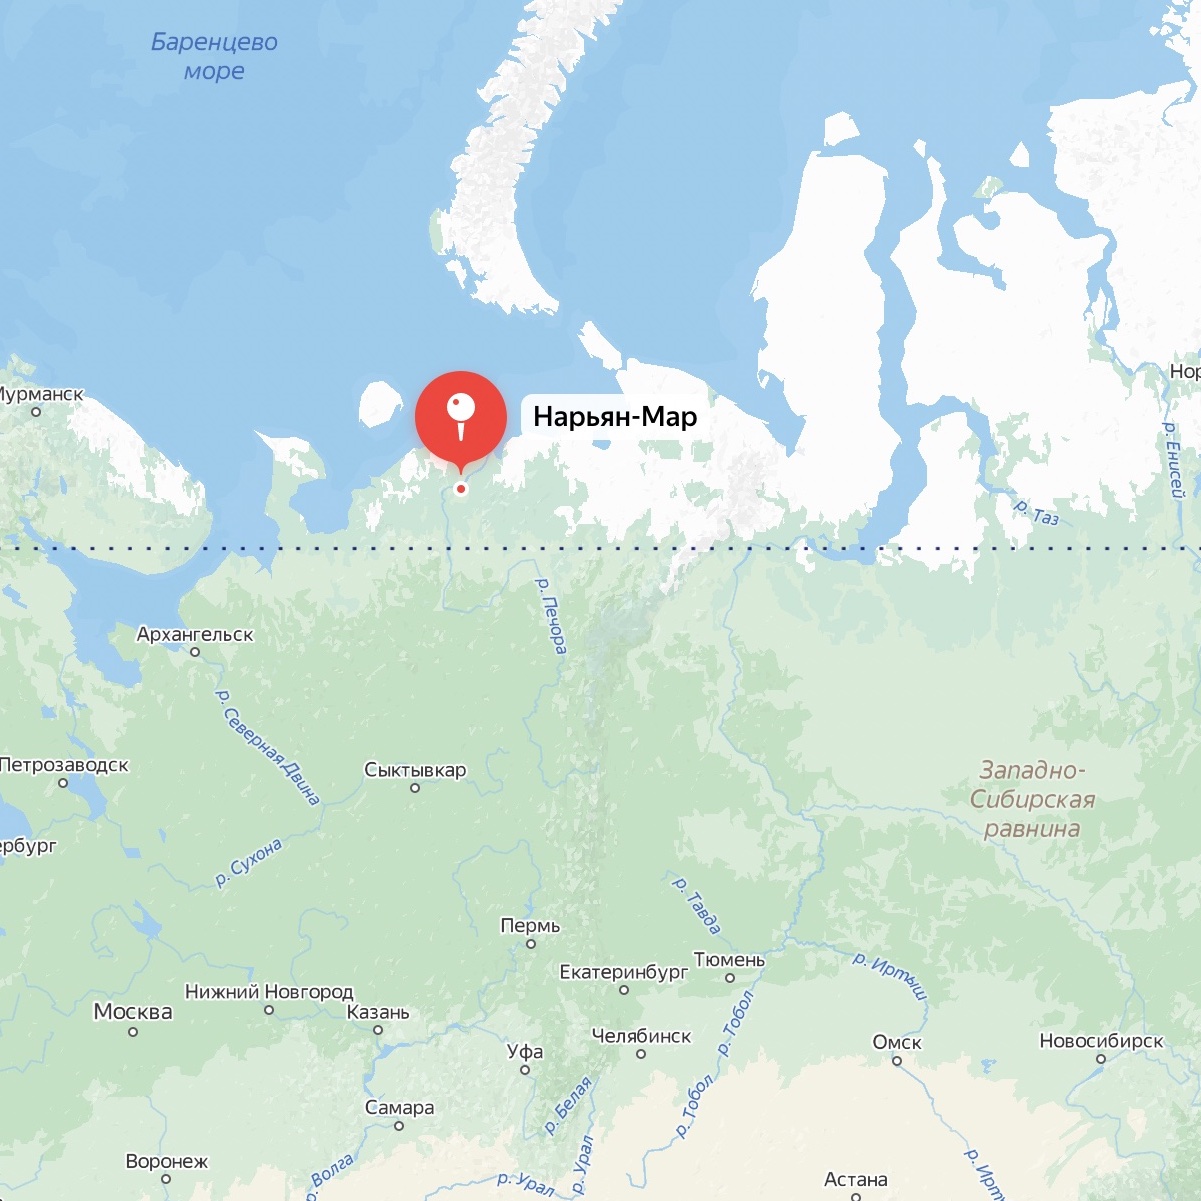 Баренцево
море
Мурманск
Нарьян-Мар
Нор
р. Енисей
р. Таз
р. Печора
Архангельск
р. Северная Двина
Петрозаводск
Сыктывкар
Западно-
Сибирская
равнина
ербург
р. Сухона
р. Тавда
Пермь
Тюмень
р. Иртыш
Екатеринбург
Нижний Новгород
Москва
Казань
р. Тобол
Челябинск
Омск
Новосибирск
Уфа
р. Белая
р. Тобол
Самара
Воронеж
р. Волга
р. Урал
р. Урал
Астана
р. Ирт